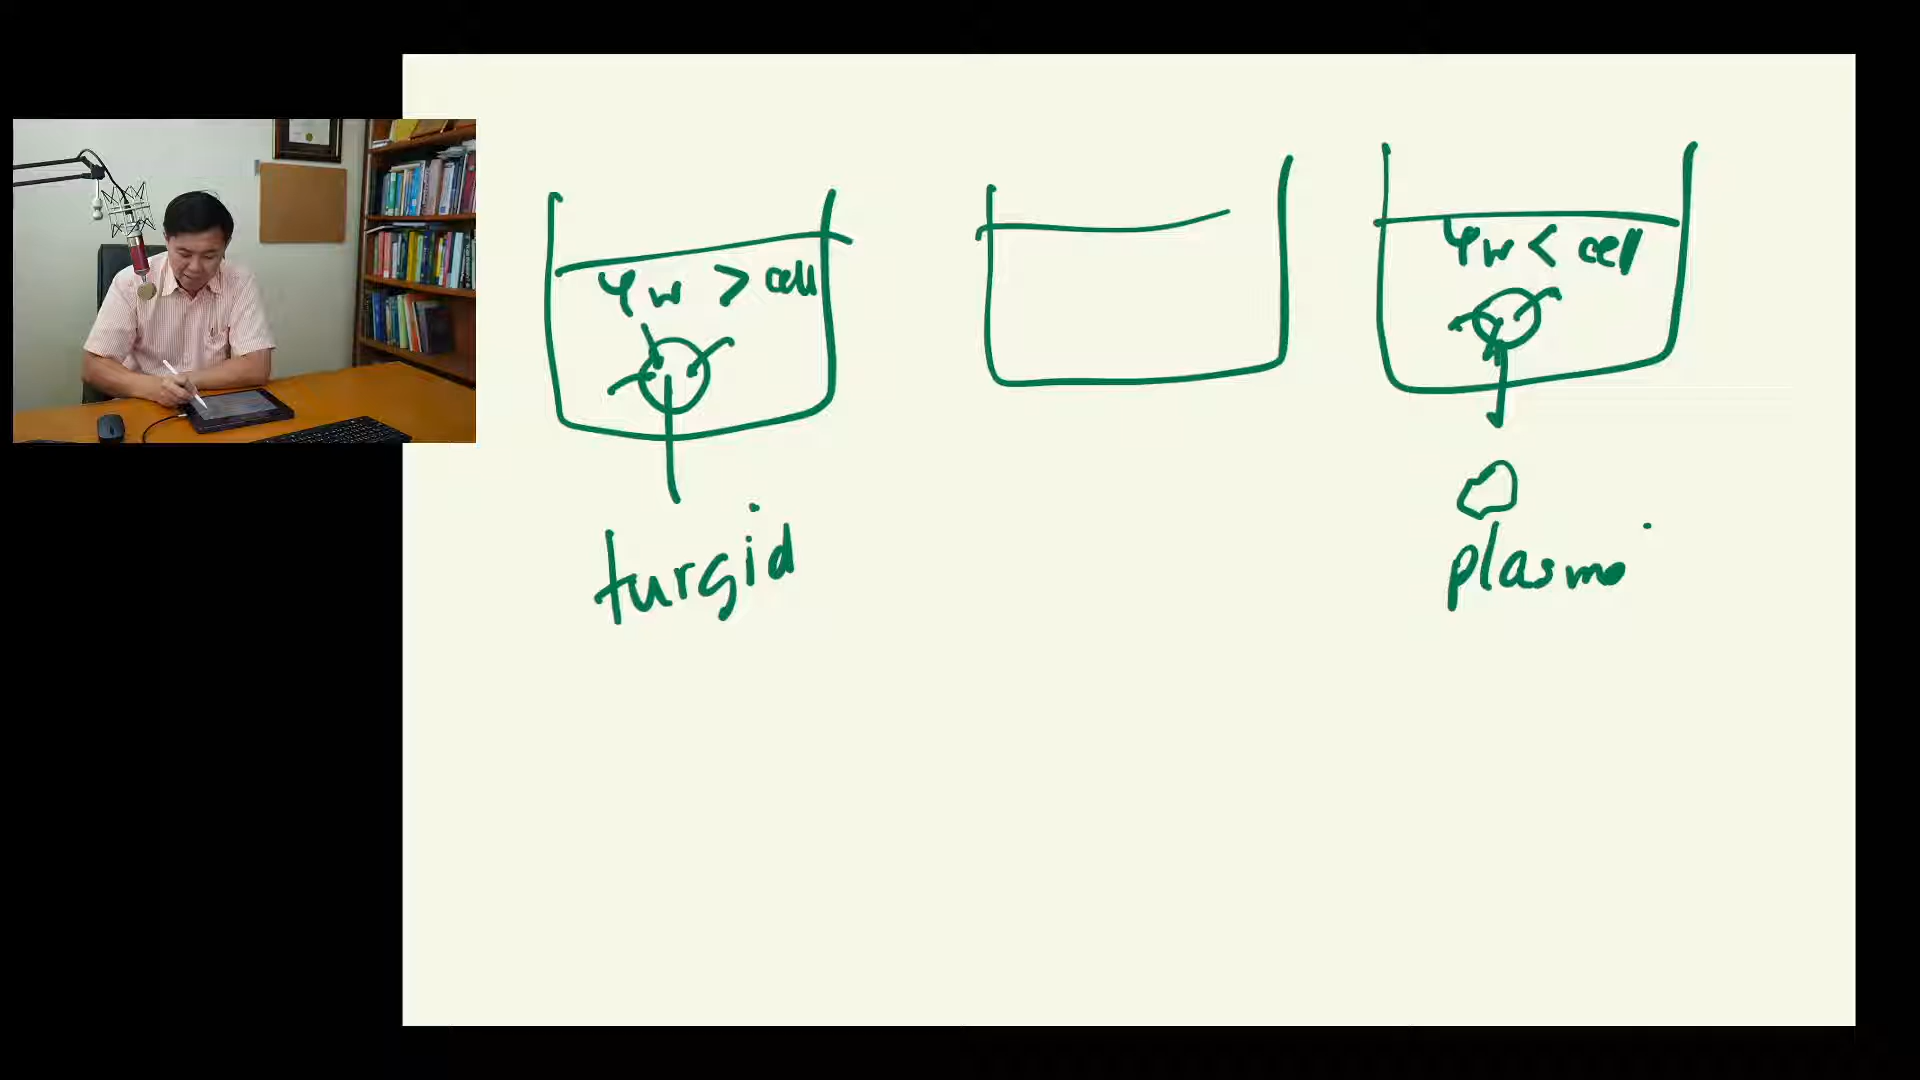 Ψw > cell
Ψw < cell
turgid
plasmo